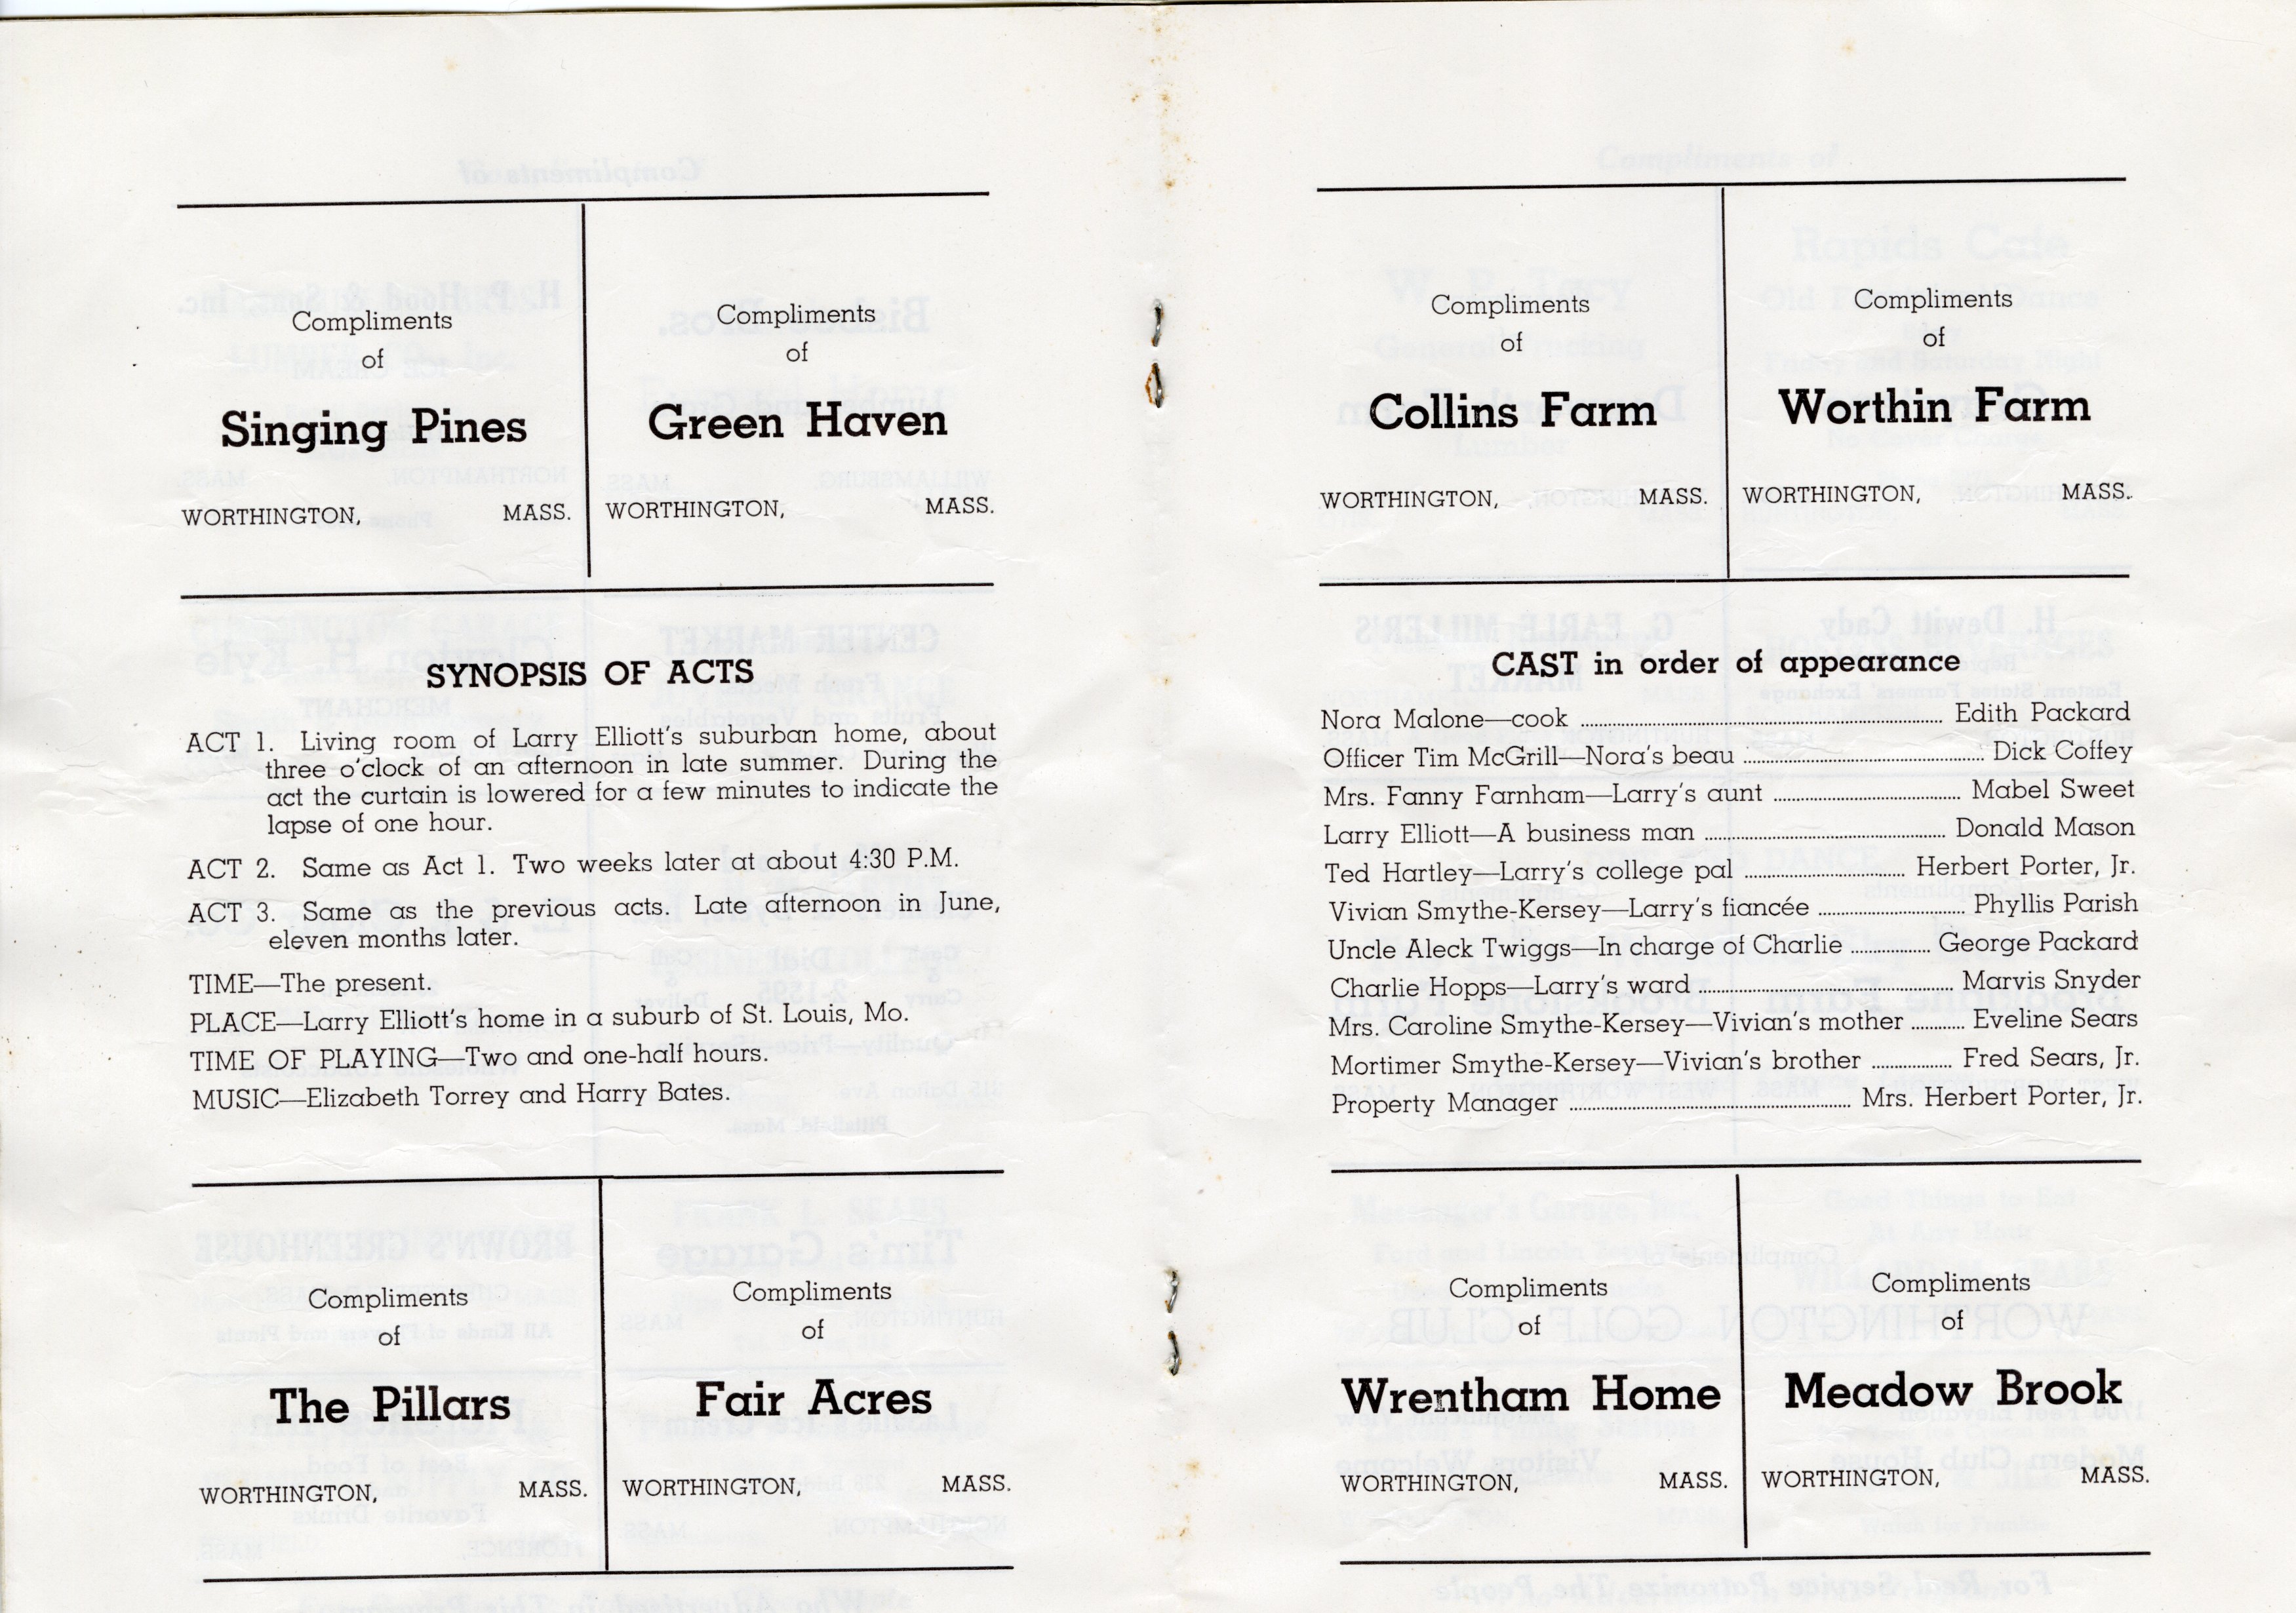 Compliments
of
Singing Pines
WORTHINGTON, MASS.
Compliments
of
Green Haven
WORTHINGTON, MASS.
SYNOPSIS OF ACTS
ACT 1. Living room of Larry Elliott's suburban home, about
three o'clock of an afternoon in late summer. During the
act the curtain is lowered for a few minutes to indicate the
lapse of one hour.
ACT 2. Same as Act 1. Two weeks later at about 4:30 P.M.
ACT 3. Same as the previous acts. Late afternoon in June,
eleven months later.
TIME—The present.
PLACE—Larry Elliott's home in a suburb of St. Louis, Mo.
TIME OF PLAYING—Two and one-half hours.
MUSIC—Elizabeth Torrey and Harry Bates.
Compliments
of
The Pillars
WORTHINGTON, MASS.
Compliments
of
Fair Acres
WORTHINGTON, MASS.
Compliments
of
Collins Farm
WORTHINGTON, MASS.
Compliments
of
Worthin Farm
WORTHINGTON, MASS.
CAST in order of appearance
Nora Malone—cook ........ Edith Packard
Officer Tim McGrill—Nora's beau ........ Dick Coffey
Mrs. Fanny Farnham—Larry's aunt ........ Mabel Sweet
Larry Elliott—A business man ........ Donald Mason
Ted Hartley—Larry's college pal ........ Herbert Porter, Jr.
Vivian Smythe-Kersey—Larry's fiancée ........ Phyllis Parish
Uncle Aleck Twiggs—In charge of Charlie ........ George Packard
Charlie Hopps—Larry's ward ........ Marvis Snyder
Mrs. Caroline Smythe-Kersey—Vivian's mother ........ Eveline Sears
Mortimer Smythe-Kersey—Vivian's brother ........ Fred Sears, Jr.
Property Manager ........ Mrs. Herbert Porter, Jr.
Compliments
of
Wrentham Home
WORTHINGTON, MASS.
Compliments
of
Meadow Brook
WORTHINGTON, MASS.